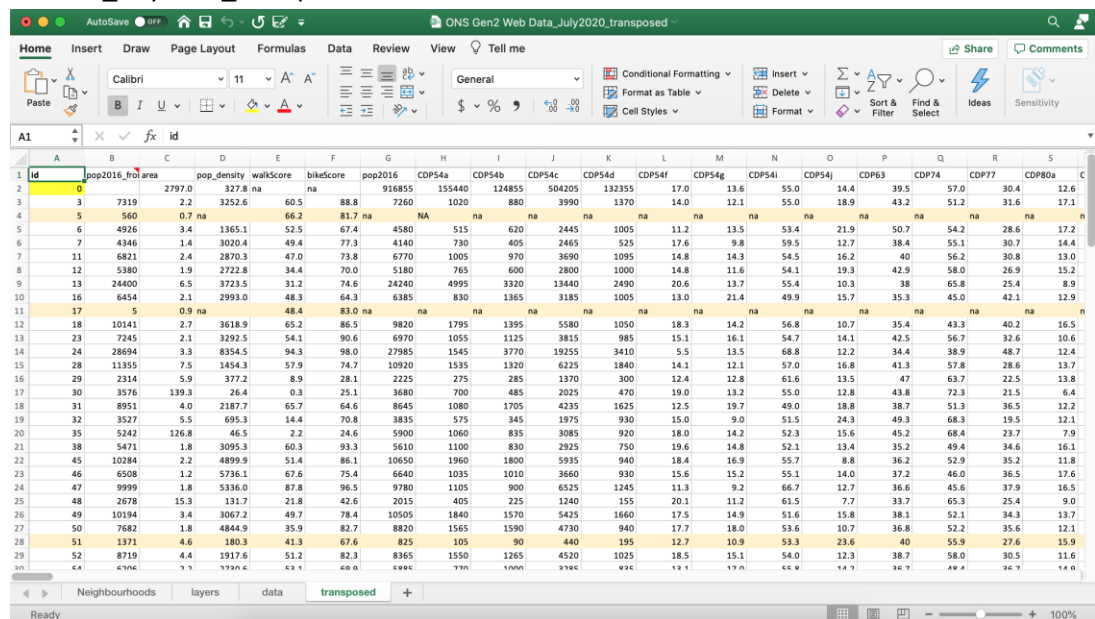 AutoSave OFF ONS Gen2 Web Data_July2020_transposed
Home Insert Draw Page Layout Formulas Data Review View Tell me Share Comments
Paste Calibri 11 A^ A˅ General Conditional Formatting Format as Table Cell Styles Insert Delete Format Sort & Filter Find & Select Ideas Sensitivity
B I U $ % 9
A1 fx id
A B C D E F G H I J K L M N O P Q R S
1 id pop2016_fro area pop_density walkScore bikeScore pop2016 CDP54a CDP54b CDP54c CDP54d CDP54f CDP54g CDP54i CDP54j CDP63 CDP74 CDP77 CDP80a C
2 0 2797.0 327.8 na na 916855 155440 124855 504205 132355 17.0 13.6 55.0 14.4 39.5 57.0 30.4 12.6
3 3 7319 2.2 3252.6 60.5 88.8 7260 1020 880 3990 1370 14.0 12.1 55.0 18.9 43.2 51.2 31.6 17.1
4 5 560 0.7 na 66.2 81.7 na NA na na na na na na na na na na na n
5 6 4926 3.4 1365.1 52.5 67.4 4580 515 620 2445 1005 11.2 13.5 53.4 21.9 50.7 54.2 28.6 17.2
6 7 4346 1.4 3020.4 49.4 77.3 4140 730 405 2465 525 17.6 9.8 59.5 12.7 38.4 55.1 30.7 14.4
7 11 6821 2.4 2870.3 47.0 73.8 6770 1005 970 3690 1095 14.8 14.3 54.5 16.2 40 56.2 30.8 13.0
8 12 5380 1.9 2722.8 34.4 70.0 5180 765 600 2800 1000 14.8 11.6 54.1 19.3 42.9 58.0 26.9 15.2
9 13 24400 6.5 3723.5 31.2 74.6 24240 4995 3320 13440 2490 20.6 13.7 55.4 10.3 38 65.8 25.4 8.9
10 16 6454 2.1 2993.0 48.3 64.3 6385 830 1365 3185 1005 13.0 21.4 49.9 15.7 35.3 45.0 42.1 12.9
11 17 5 0.9 na 48.4 83.0 na na na na na na na na na na na na na n
12 18 10141 2.7 3618.9 65.2 86.5 9820 1795 1395 5580 1050 18.3 14.2 56.8 10.7 35.4 43.3 40.2 16.5
13 23 7245 2.1 3292.5 54.1 90.6 6970 1055 1125 3815 985 15.1 16.1 54.7 14.1 42.5 56.7 32.6 10.6
14 24 28694 3.3 8354.5 94.3 98.0 27985 1545 3770 19255 3410 5.5 13.5 68.8 12.2 34.4 38.9 48.7 12.4
15 28 11355 7.5 1454.3 57.9 74.7 10920 1535 1320 6225 1840 14.1 12.1 57.0 16.8 41.3 57.8 28.6 13.7
16 29 2314 5.9 377.2 8.9 28.1 2225 275 285 1370 300 12.4 12.8 61.6 13.5 47 63.7 22.5 13.8
17 30 3576 139.3 26.4 0.3 25.1 3680 700 485 2025 470 19.0 13.2 55.0 12.8 43.8 72.3 21.5 6.4
18 31 8951 4.0 2187.7 65.7 64.6 8645 1080 1705 4235 1625 12.5 19.7 49.0 18.8 38.7 51.3 36.5 12.2
19 32 3527 5.5 695.3 14.4 70.8 3835 575 345 1975 930 15.0 9.0 51.5 24.3 49.3 68.3 19.5 12.1
20 35 5242 126.8 46.5 2.2 24.6 5900 1060 835 3085 920 18.0 14.2 52.3 15.6 45.2 68.4 23.7 7.9
21 38 5471 1.8 3095.3 60.3 93.3 5610 1100 830 2925 750 19.6 14.8 52.1 13.4 35.2 49.4 34.6 16.1
22 45 10284 2.2 4899.9 51.4 86.1 10650 1960 1800 5935 940 18.4 16.9 55.7 8.8 36.2 52.9 35.2 11.8
23 46 6508 1.2 5736.1 67.6 75.4 6640 1035 1010 3660 930 15.6 15.2 55.1 14.0 37.2 46.0 36.5 17.6
24 47 9999 1.8 5336.0 87.8 96.5 9780 1105 900 6525 1245 11.3 9.2 66.7 12.7 36.6 45.6 37.9 16.5
25 48 2678 15.3 131.7 21.8 42.6 2015 405 225 1240 155 20.1 11.2 61.5 7.7 33.7 65.3 25.4 9.0
26 49 10194 3.4 3067.2 49.7 78.4 10505 1840 1570 5425 1660 17.5 14.9 51.6 15.8 38.1 52.1 34.3 13.7
27 50 7682 1.8 4844.9 35.9 82.7 8820 1565 1590 4730 940 17.7 18.0 53.6 10.7 36.8 52.2 35.6 12.1
28 51 1371 4.6 180.3 41.3 67.6 825 105 90 440 195 12.7 10.9 53.3 23.6 40 55.9 27.6 15.9
29 52 8719 4.4 1917.6 51.2 82.3 8365 1550 1265 4520 1025 18.5 15.1 54.0 12.3 38.7 58.0 30.5 11.6
Neighbourhoods layers data transposed +
Ready 100%